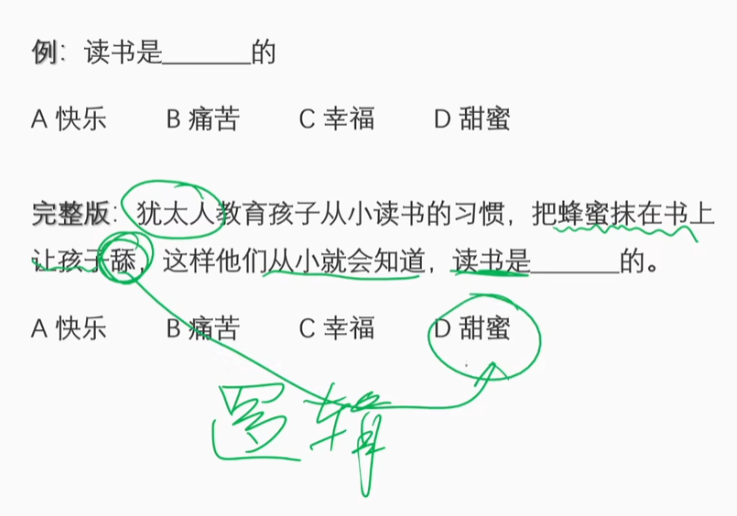 例：读书是______的
A 快乐 B 痛苦 C 幸福 D 甜蜜
完整版：犹太人教育孩子从小读书的习惯，把蜂蜜抹在书上
让孩子舔，这样他们从小就会知道，读书是______的。
A 快乐 B 痛苦 C 幸福 D 甜蜜
逻辑